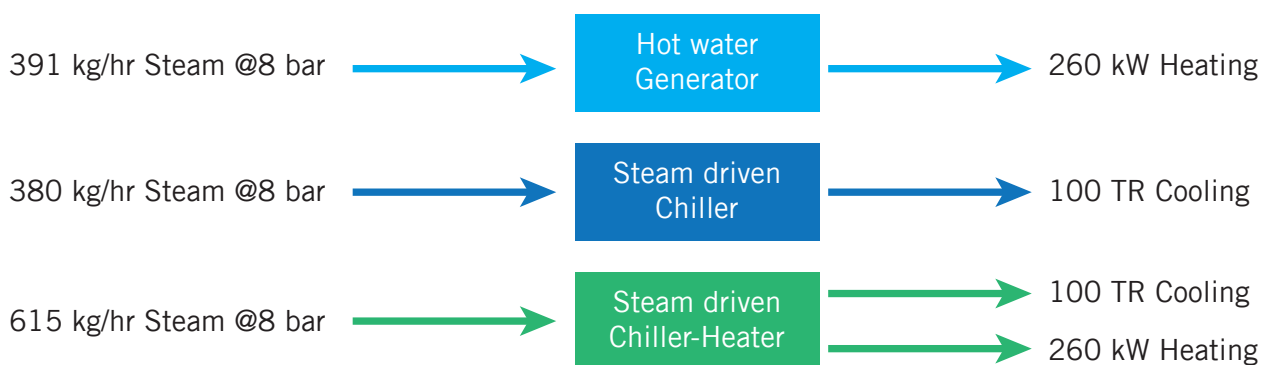 391 kg/hr Steam @8 bar
Hot water
Generator
260 kW Heating
380 kg/hr Steam @8 bar
Steam driven
Chiller
100 TR Cooling
615 kg/hr Steam @8 bar
Steam driven
Chiller-Heater
100 TR Cooling
260 kW Heating